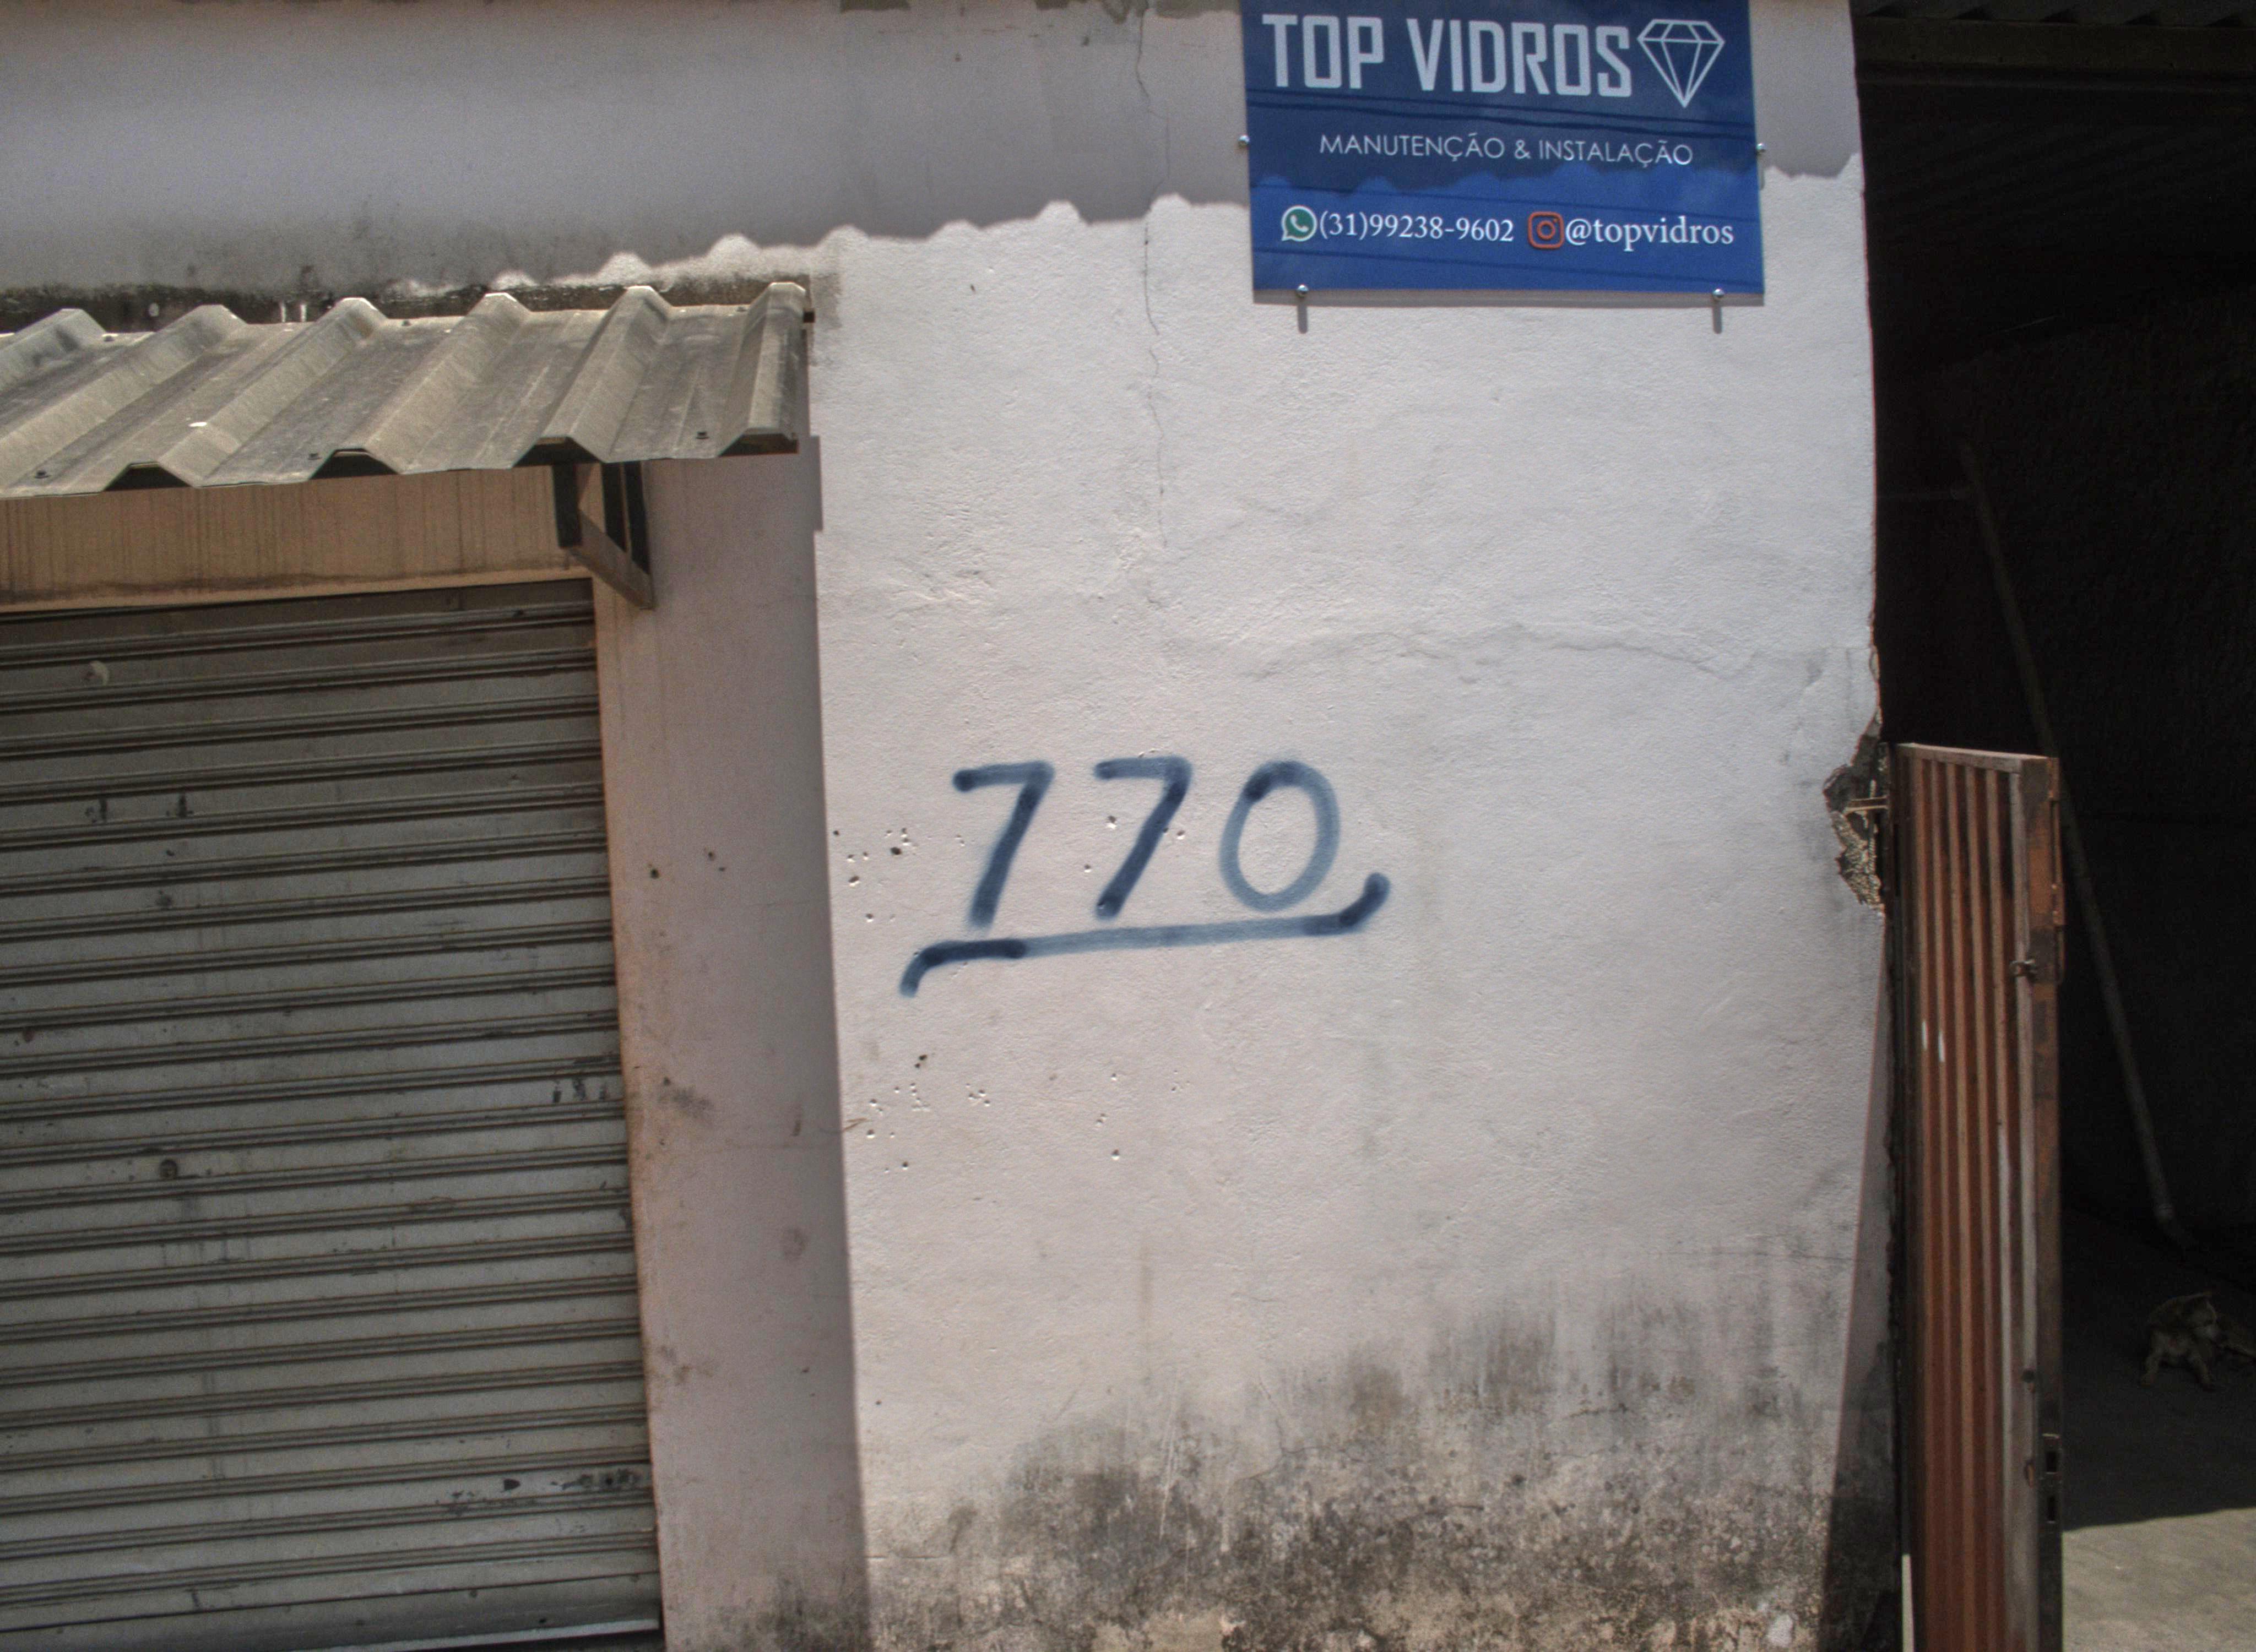 TOP VIDROS
MANUTENÇÃO & INSTALAÇÃO
(31)99238-9602 @topvidros
770